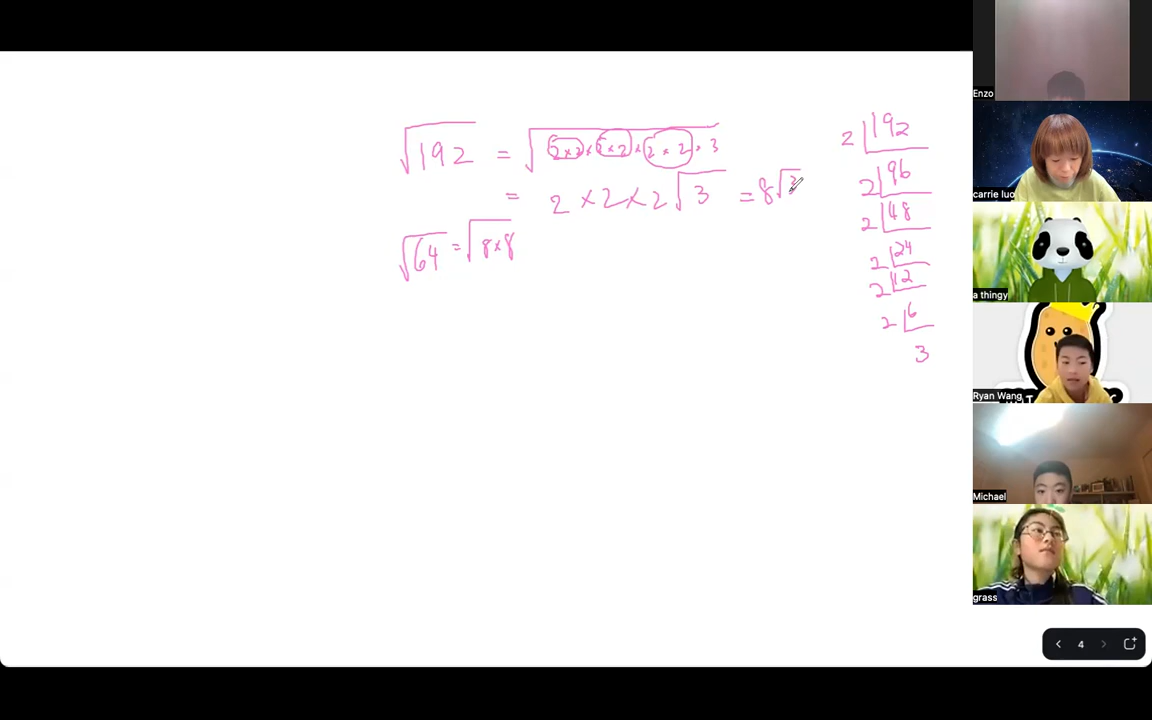 √192 = √2×2×2×2×2×2×3
= 2 × 2 × 2√3 = 8√3
√64 = √8×8
2 | 192
2 | 96
2 | 48
2 | 24
2 | 12
2 | 6
3
Enzo
carrie luo
a thingy
Ryan Wang
Michael
grass
4